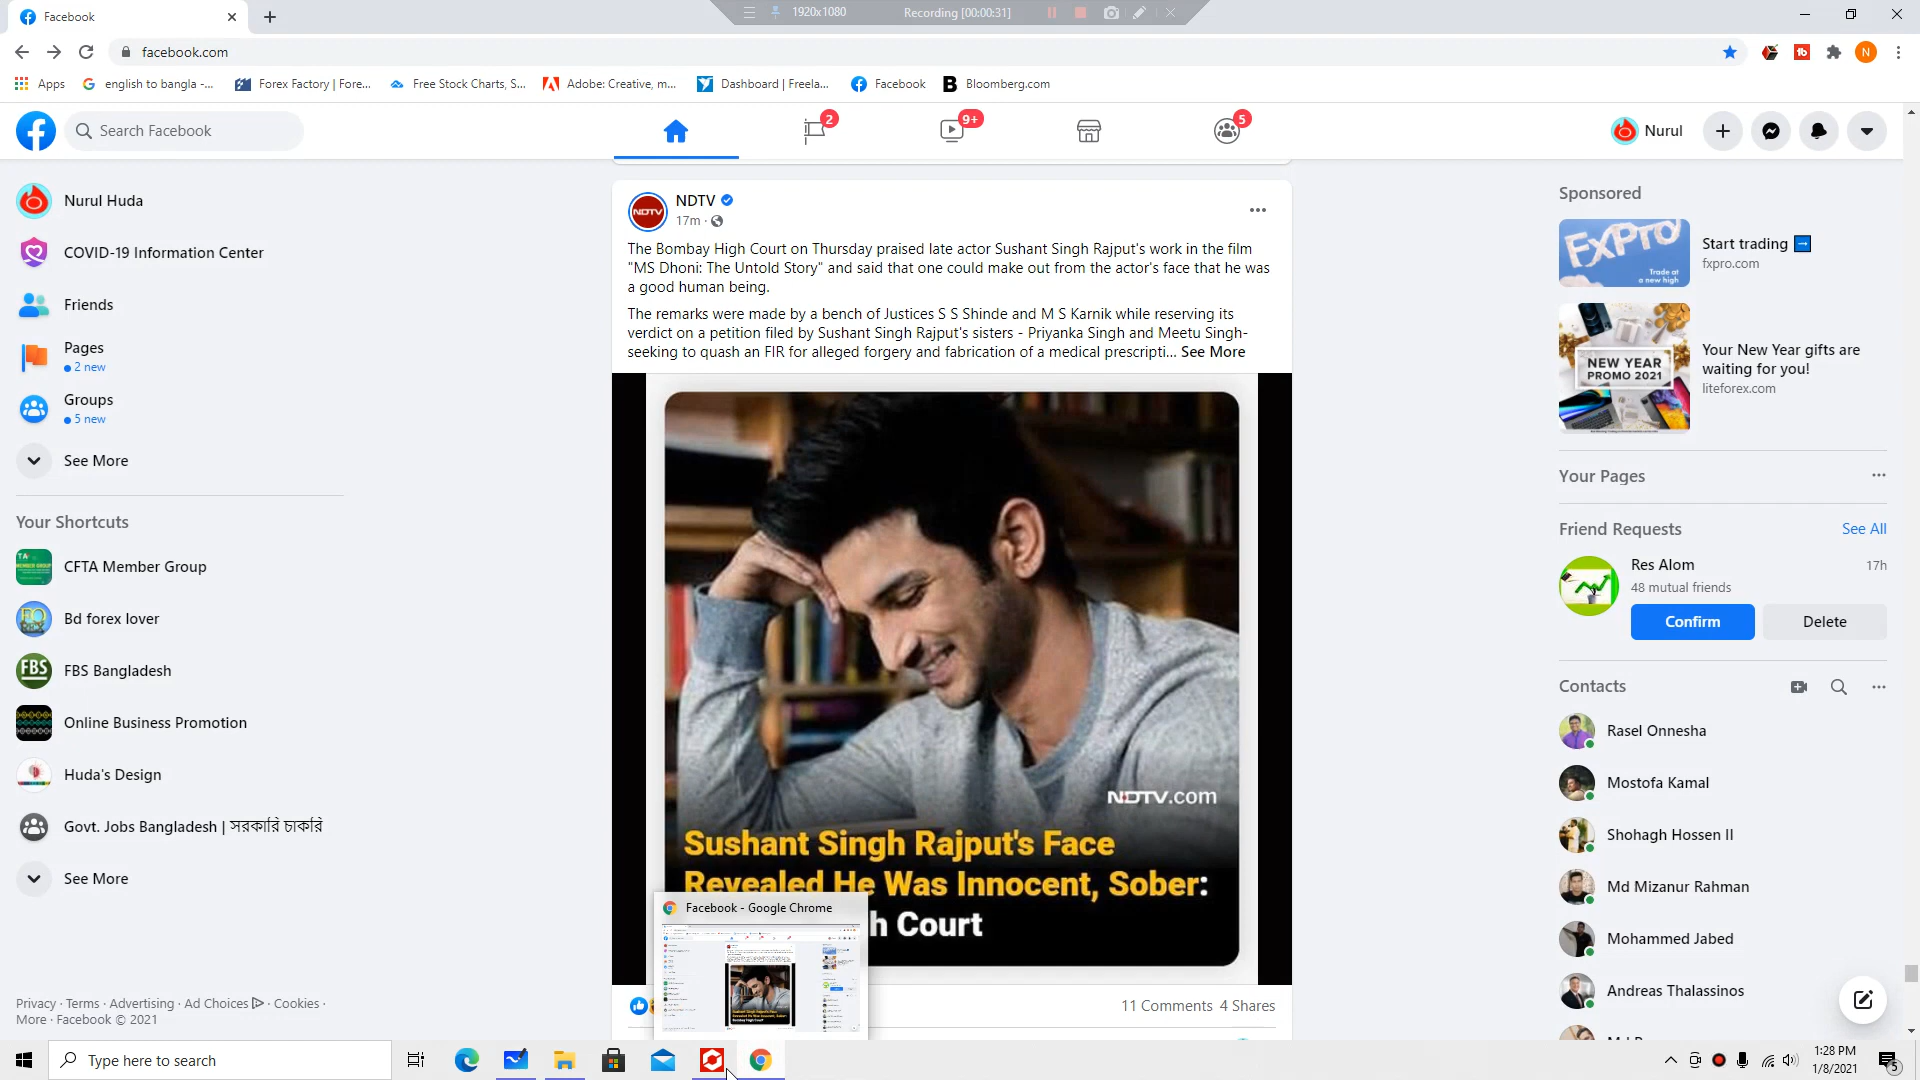 Facebook
1920x1080
Recording [00:00:31]
facebook.com
N
Apps
english to bangla -...
Forex Factory | Fore...
Free Stock Charts, S...
Adobe: Creative, m...
Dashboard | Freela...
Facebook
Bloomberg.com
Search Facebook
2
9+
5
Nurul
Nurul Huda
COVID-19 Information Center
Friends
Pages
2 new
Groups
5 new
See More
Your Shortcuts
CFTA Member Group
Bd forex lover
FBS
FBS Bangladesh
Online Business Promotion
Huda's Design
Govt. Jobs Bangladesh | সরকারি চাকরি
See More
Privacy · Terms · Advertising · Ad Choices · Cookies ·
More · Facebook © 2021
NDTV
NDTV
17m ·
The Bombay High Court on Thursday praised late actor Sushant Singh Rajput's work in the film
"MS Dhoni: The Untold Story" and said that one could make out from the actor's face that he was
a good human being.
The remarks were made by a bench of Justices S S Shinde and M S Karnik while reserving its
verdict on a petition filed by Sushant Singh Rajput's sisters - Priyanka Singh and Meetu Singh-
seeking to quash an FIR for alleged forgery and fabrication of a medical prescripti... See More
NDTV.com
Sushant Singh Rajput's Face
Revealed He Was Innocent, Sober:
h Court
Facebook - Google Chrome
11 Comments 4 Shares
Sponsored
FxPro
Trade at
a new high
Start trading
fxpro.com
NEW YEAR
PROMO 2021
Your New Year gifts are
waiting for you!
liteforex.com
Your Pages
Friend Requests
See All
Res Alom
17h
48 mutual friends
Confirm
Delete
Contacts
Rasel Onnesha
Mostofa Kamal
Shohagh Hossen II
Md Mizanur Rahman
Mohammed Jabed
Andreas Thalassinos
Type here to search
1:28 PM
1/8/2021
5